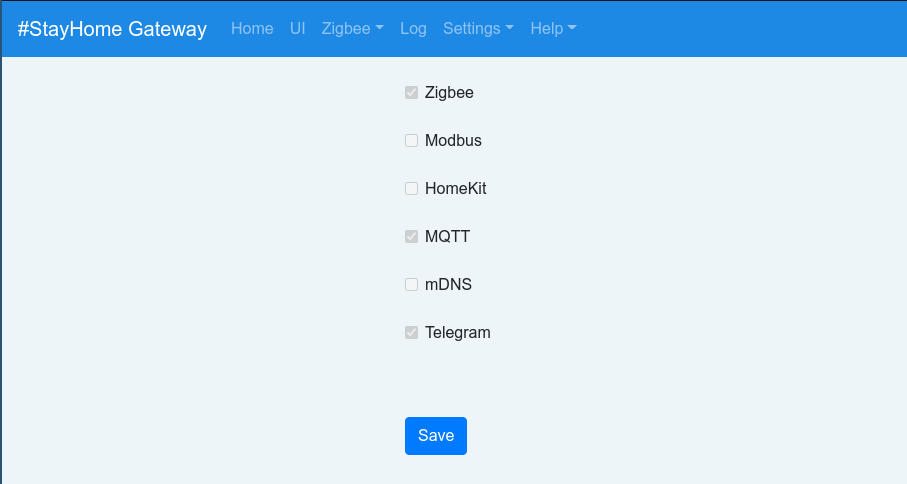 #StayHome Gateway Home UI Zigbee Log Settings Help
Zigbee
Modbus
HomeKit
MQTT
mDNS
Telegram
Save